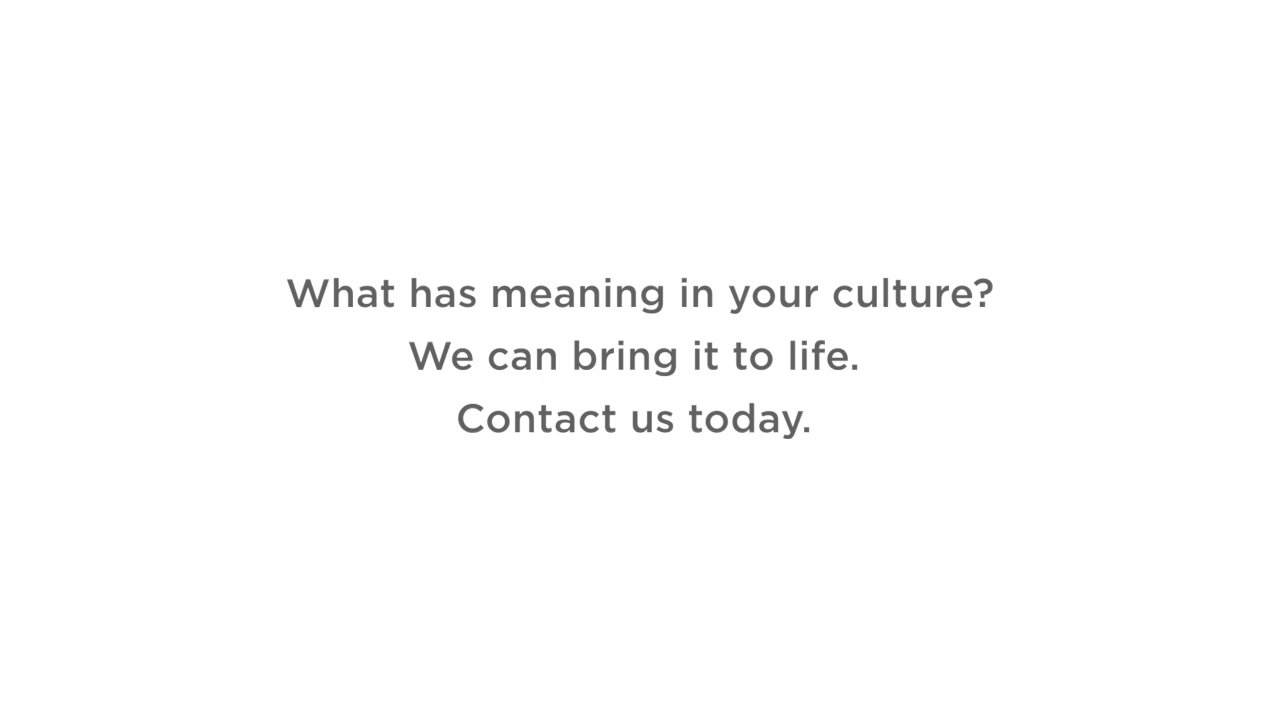 What has meaning in your culture?
We can bring it to life.
Contact us today.